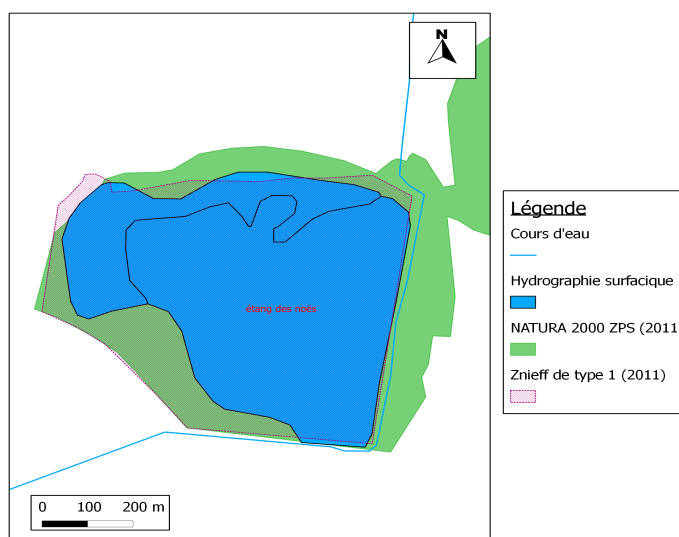 N
étang des noës
0 100 200 m
Légende
Cours d'eau
Hydrographie surfacique
NATURA 2000 ZPS (2011
Znieff de type 1 (2011)